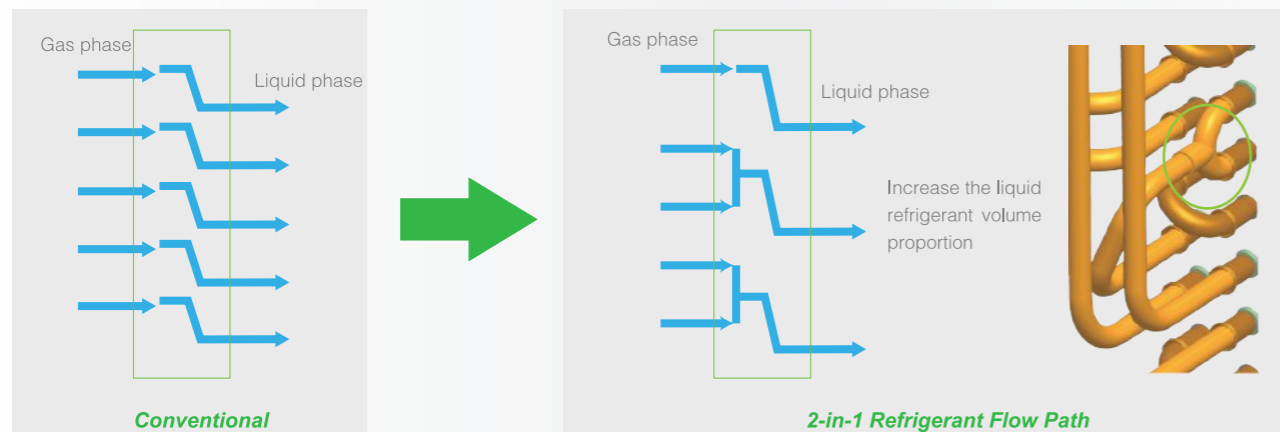 Gas phase
Liquid phase
Conventional
Gas phase
Liquid phase
Increase the liquid
refrigerant volume
proportion
2-in-1 Refrigerant Flow Path